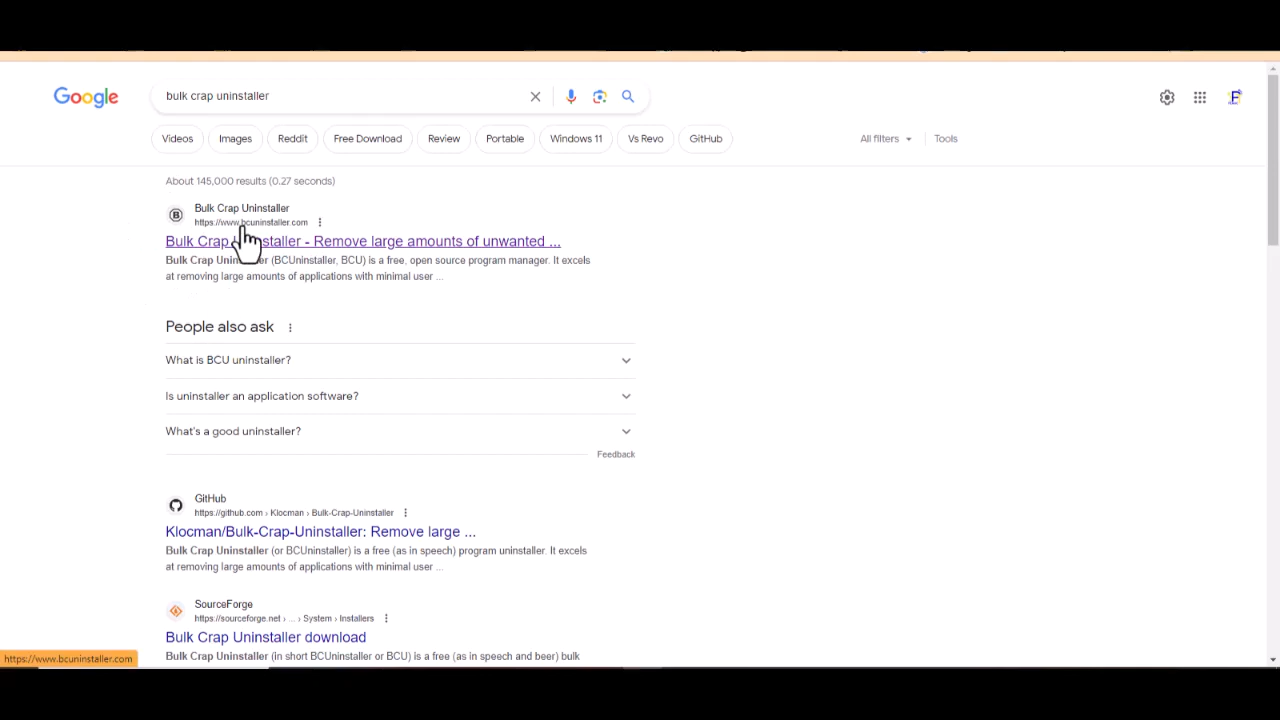 Google
bulk crap uninstaller
Videos
Images
Reddit
Free Download
Review
Portable
Windows 11
Vs Revo
GitHub
All filters
Tools
About 145,000 results (0.27 seconds)
B
Bulk Crap Uninstaller
https://www.bcuninstaller.com
Bulk Crap Uninstaller - Remove large amounts of unwanted ...
Bulk Crap Uninstaller (BCUninstaller, BCU) is a free, open source program manager. It excels
at removing large amounts of applications with minimal user ...
People also ask
What is BCU uninstaller?
Is uninstaller an application software?
What's a good uninstaller?
Feedback
GitHub
https://github.com › Klocman › Bulk-Crap-Uninstaller
Klocman/Bulk-Crap-Uninstaller: Remove large ...
Bulk Crap Uninstaller (or BCUninstaller) is a free (as in speech) program uninstaller. It excels
at removing large amounts of applications with minimal user ...
SourceForge
https://sourceforge.net › ... › System › Installers
Bulk Crap Uninstaller download
Bulk Crap Uninstaller (in short BCUninstaller or BCU) is a free (as in speech and beer) bulk
https://www.bcuninstaller.com